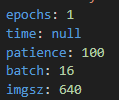 epochs: 1
time: null
patience: 100
batch: 16
imgsz: 640